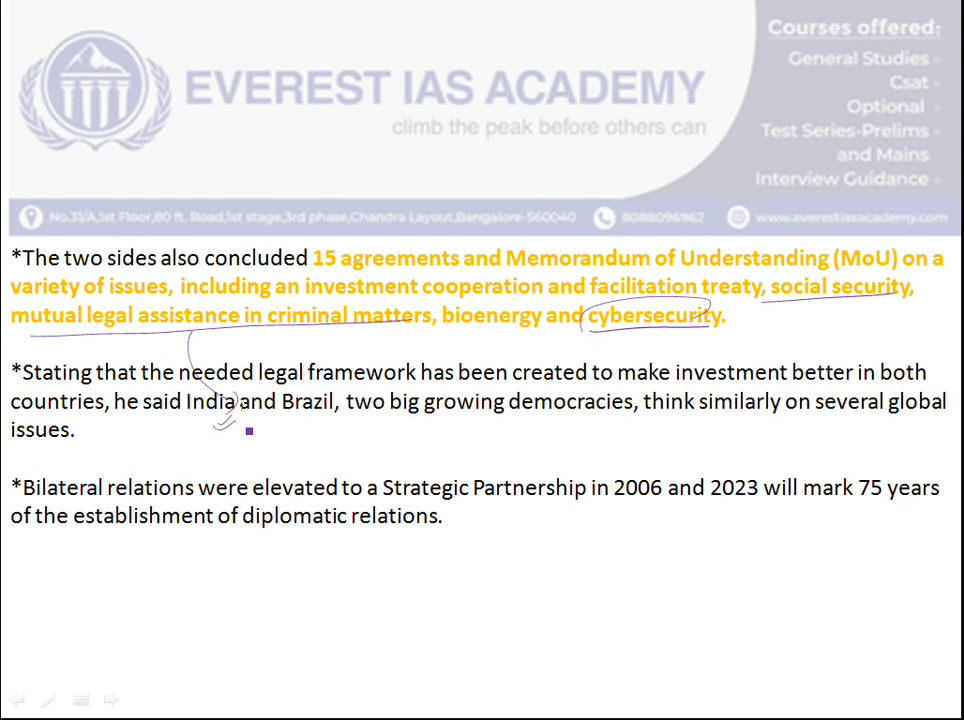 Courses offered:
General Studies
Csat
Optional
Test Series-Prelims
and Mains
Interview Guidance
EVEREST IAS ACADEMY
climb the peak before others can
No.31/A,1st Floor,80 ft. Road,1st stage,3rd phase,Chandra Layout,Bangalore-560040
8088096962
www.everestiasacademy.com
*The two sides also concluded 15 agreements and Memorandum of Understanding (MoU) on a
variety of issues, including an investment cooperation and facilitation treaty, social security,
mutual legal assistance in criminal matters, bioenergy and cybersecurity.
*Stating that the needed legal framework has been created to make investment better in both
countries, he said India and Brazil, two big growing democracies, think similarly on several global
issues.
*Bilateral relations were elevated to a Strategic Partnership in 2006 and 2023 will mark 75 years
of the establishment of diplomatic relations.